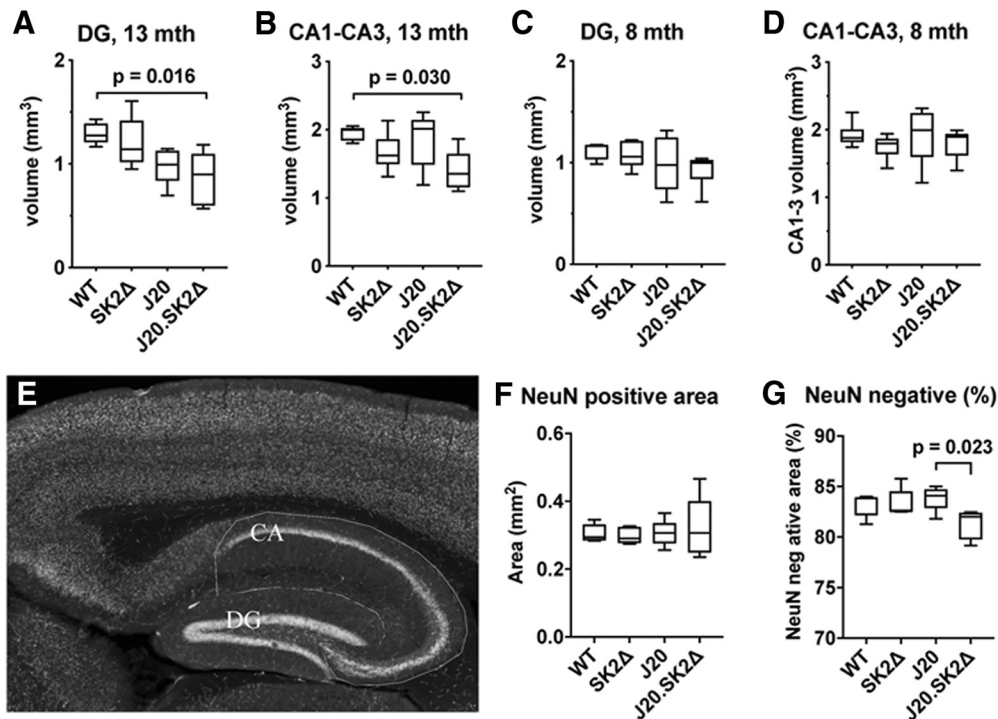 A
DG, 13 mth
p = 0.016
volume (mm3)
2
1
0
WT
SK2Δ
J20
J20.SK2Δ
B
CA1-CA3, 13 mth
p = 0.030
volume (mm3)
3
2
1
0
WT
SK2Δ
J20
J20.SK2Δ
C
DG, 8 mth
volume (mm3)
2
1
0
WT
SK2Δ
J20
J20.SK2Δ
D
CA1-CA3, 8 mth
CA1-3 volume (mm3)
3
2
1
0
WT
SK2Δ
J20
J20.SK2Δ
E
CA
DG
F
NeuN positive area
Area (mm2)
0.6
0.4
0.2
0.0
WT
SK2Δ
J20
J20.SK2Δ
G
NeuN negative (%)
p = 0.023
NeuN neg ative area (%)
90
85
80
75
70
WT
SK2Δ
J20
J20.SK2Δ